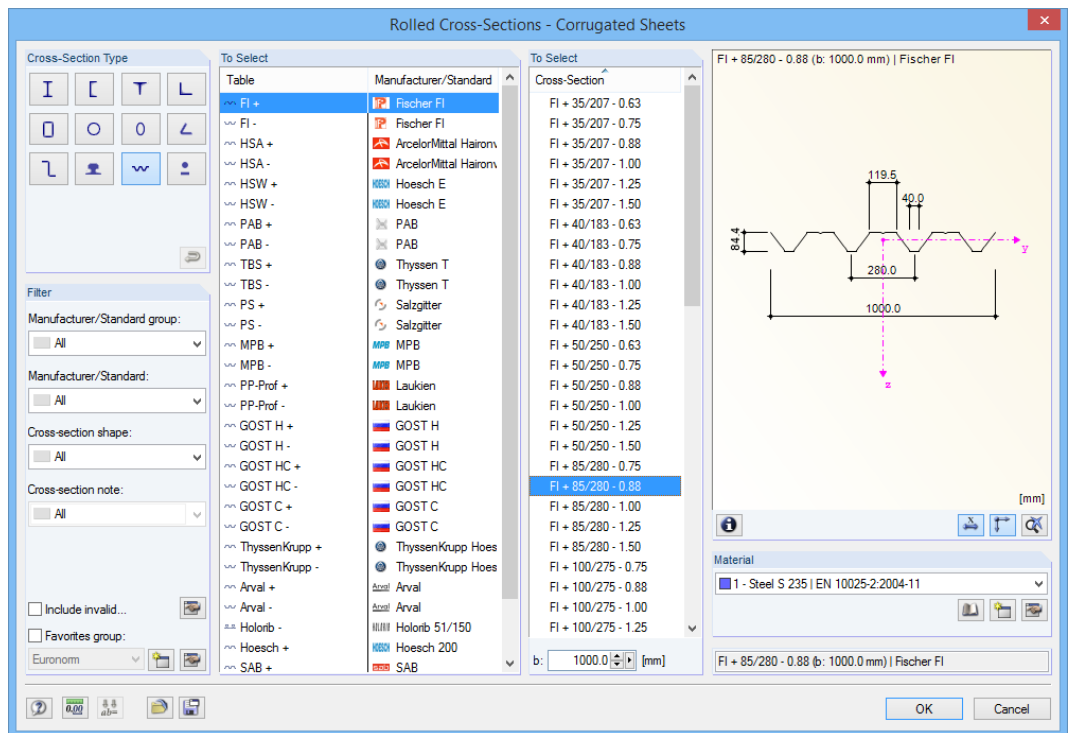 Rolled Cross-Sections - Corrugated Sheets
Cross-Section Type
Filter
Manufacturer/Standard group:
All
Manufacturer/Standard:
All
Cross-section shape:
All
Cross-section note:
All
Include invalid...
Favorites group:
Euronorm
To Select
Table Manufacturer/Standard
FI + Fischer FI
FI - Fischer FI
HSA + ArcelorMittal Haironv
HSA - ArcelorMittal Haironv
HSW + HOESCH Hoesch E
HSW - HOESCH Hoesch E
PAB + PAB
PAB - PAB
TBS + Thyssen T
TBS - Thyssen T
PS + Salzgitter
PS - Salzgitter
MPB + MPB MPB
MPB - MPB MPB
PP-Prof + Laukien
PP-Prof - Laukien
GOST H + GOST H
GOST H - GOST H
GOST HC + GOST HC
GOST HC - GOST HC
GOST C + GOST C
GOST C - GOST C
ThyssenKrupp + ThyssenKrupp Hoes
ThyssenKrupp - ThyssenKrupp Hoes
Arval + Arval Arval
Arval - Arval Arval
Holorib - Holorib 51/150
Hoesch + HOESCH Hoesch 200
SAB + sab SAB
To Select
Cross-Section
FI + 35/207 - 0.63
FI + 35/207 - 0.75
FI + 35/207 - 0.88
FI + 35/207 - 1.00
FI + 35/207 - 1.25
FI + 35/207 - 1.50
FI + 40/183 - 0.63
FI + 40/183 - 0.75
FI + 40/183 - 0.88
FI + 40/183 - 1.00
FI + 40/183 - 1.25
FI + 40/183 - 1.50
FI + 50/250 - 0.63
FI + 50/250 - 0.75
FI + 50/250 - 0.88
FI + 50/250 - 1.00
FI + 50/250 - 1.25
FI + 50/250 - 1.50
FI + 85/280 - 0.75
FI + 85/280 - 0.88
FI + 85/280 - 1.00
FI + 85/280 - 1.25
FI + 85/280 - 1.50
FI + 100/275 - 0.75
FI + 100/275 - 0.88
FI + 100/275 - 1.00
FI + 100/275 - 1.25
b: 1000.0 [mm]
FI + 85/280 - 0.88 (b: 1000.0 mm) | Fischer FI
119.5
40.0
84.4
y
280.0
1000.0
z
[mm]
Material
1 - Steel S 235 | EN 10025-2:2004-11
FI + 85/280 - 0.88 (b: 1000.0 mm) | Fischer FI
0.00
OK Cancel